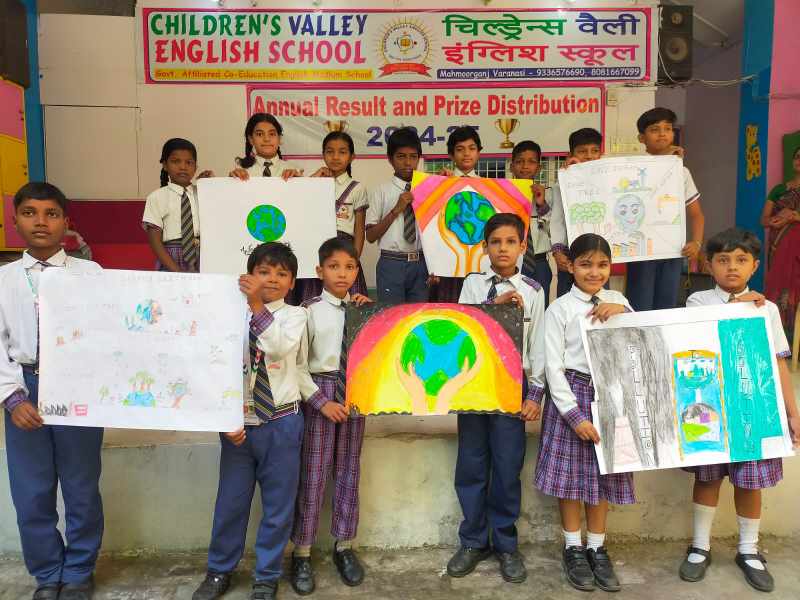 CHILDREN'S VALLEY
ENGLISH SCHOOL
Govt. Affiliated Co-Education English Medium School
चिल्ड्रेन्स वैली
इंग्लिश स्कूल
Mahmoorganj Varanasi - 9336576690, 8081667099
Annual Result and Prize Distribution
2024-25